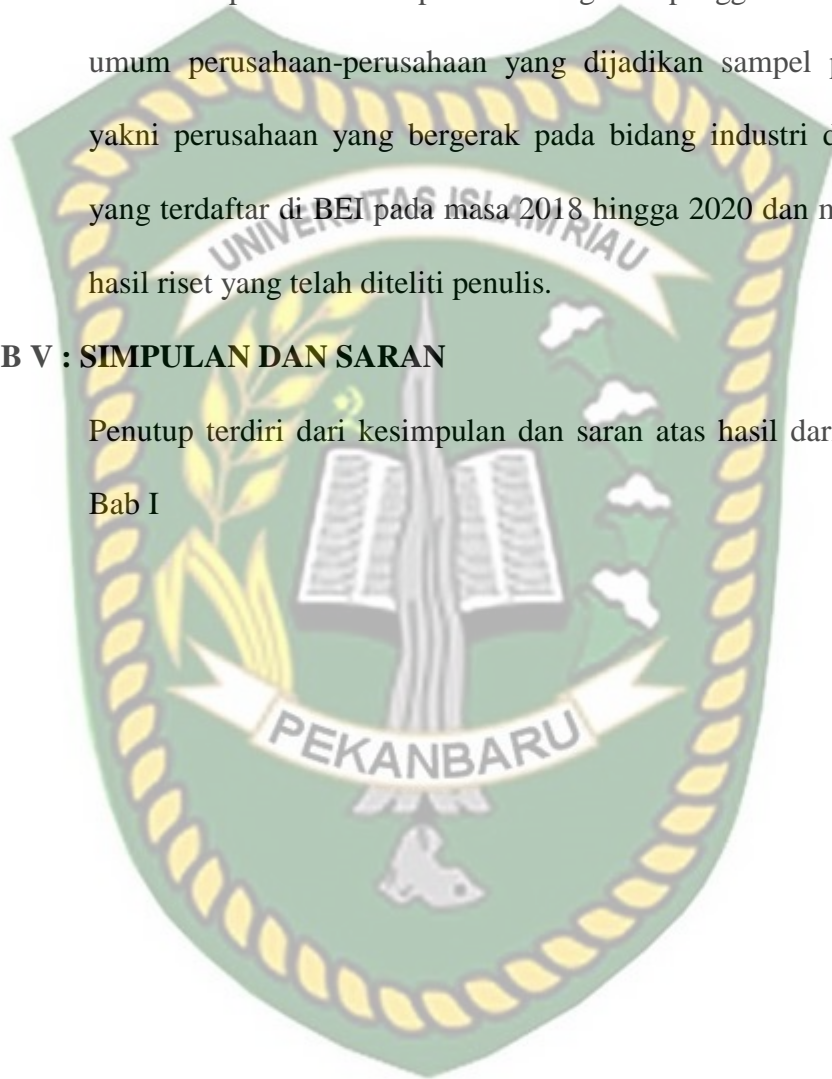 umum perusahaan-perusahaan yang dijadikan sampel p
yakni perusahaan yang bergerak pada bidang industri d
yang terdaftar di BEI pada masa 2018 hingga 2020 dan m
UNIVERSITAS ISLAM RIAU
hasil riset yang telah diteliti penulis.
B V : SIMPULAN DAN SARAN
Penutup terdiri dari kesimpulan dan saran atas hasil dar
Bab I
PEKANBARU